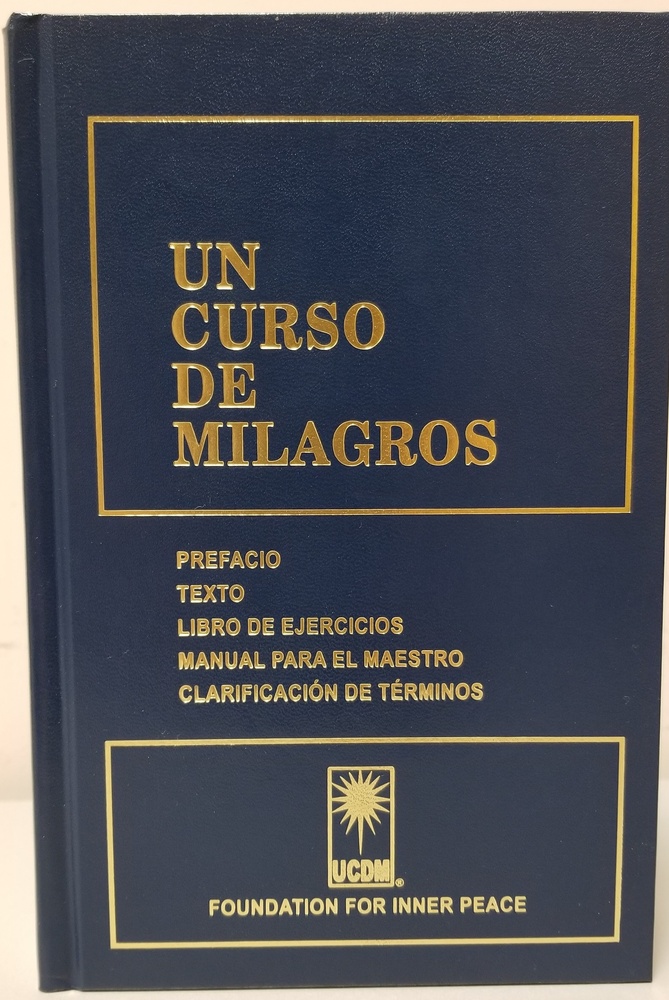 UN
CURSO
DE
MILAGROS
PREFACIO
TEXTO
LIBRO DE EJERCICIOS
MANUAL PARA EL MAESTRO
CLARIFICACIÓN DE TÉRMINOS
UCDM®
FOUNDATION FOR INNER PEACE